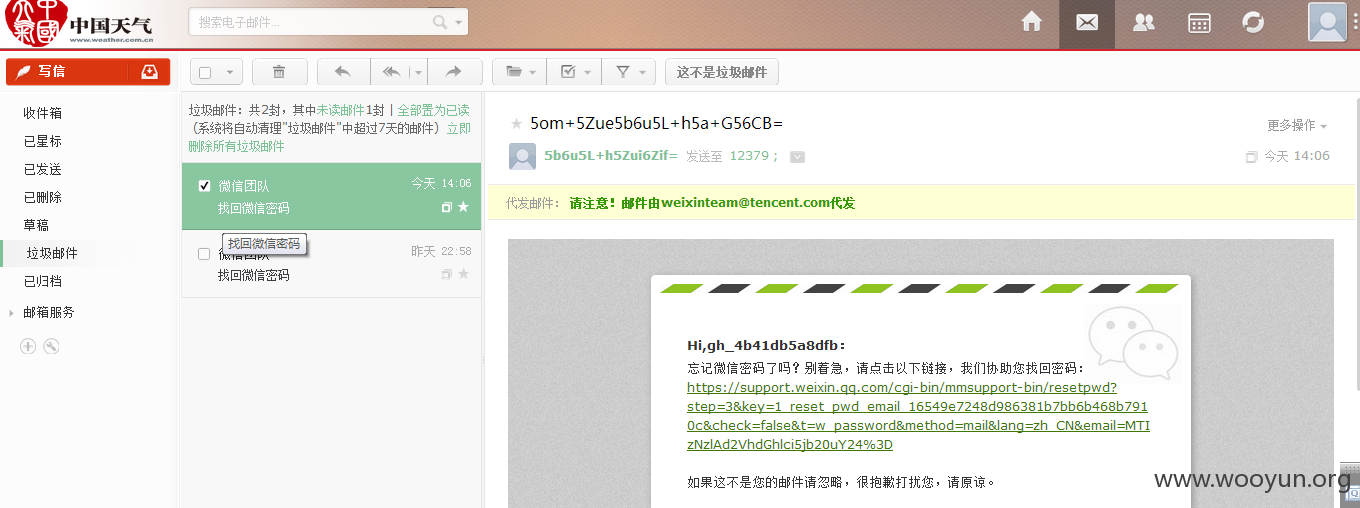 中国天气
www.weather.com.cn
搜索电子邮件...
写信
这不是垃圾邮件
收件箱
已星标
已发送
已删除
草稿
垃圾邮件
已归档
邮箱服务
垃圾邮件：共2封，其中未读邮件1封 | 全部置为已读
（系统将自动清理"垃圾邮件"中超过7天的邮件）立即
删除所有垃圾邮件
微信团队 今天 14:06
找回微信密码
找回微信密码
微信团队 昨天 22:58
找回微信密码
5om+5Zue5b6u5L+h5a+G56CB=
更多操作
5b6u5L+h5Zui6Zif= 发送至 12379；
今天 14:06
代发邮件： 请注意！邮件由weixinteam@tencent.com代发
Hi,gh_4b41db5a8dfb：
忘记微信密码了吗？别着急，请点击以下链接，我们协助您找回密码：
https://support.weixin.qq.com/cgi-bin/mmsupport-bin/resetpwd?
step=3&key=1_reset_pwd_email_16549e7248d986381b7bb6b468b791
0c&check=false&t=w_password&method=mail&lang=zh_CN&email=MTI
zNzlAd2VhdGhlci5jb20uY24%3D
如果这不是您的邮件请忽略，很抱歉打扰您，请原谅。
www.wooyun.org